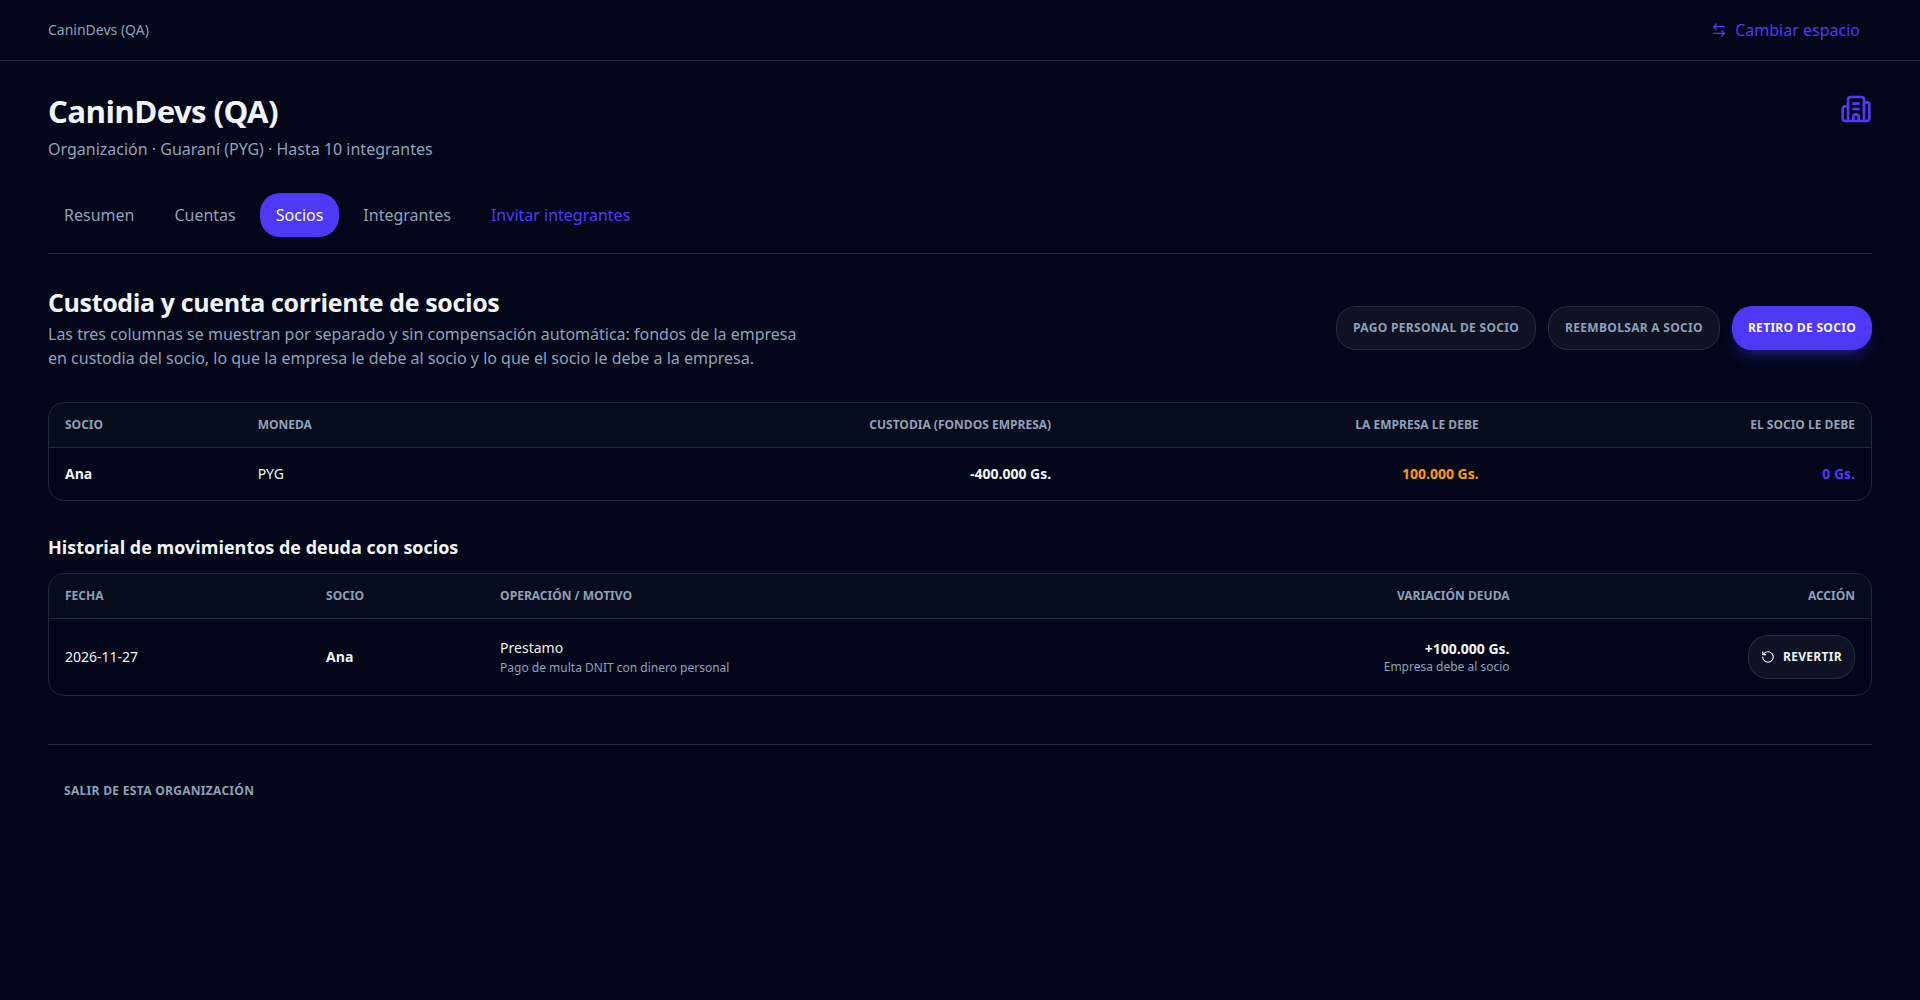 CaninDevs (QA)
Cambiar espacio
CaninDevs (QA)
Organización · Guaraní (PYG) · Hasta 10 integrantes
Resumen
Cuentas
Socios
Integrantes
Invitar integrantes
Custodia y cuenta corriente de socios
Las tres columnas se muestran por separado y sin compensación automática: fondos de la empresa
en custodia del socio, lo que la empresa le debe al socio y lo que el socio le debe a la empresa.
PAGO PERSONAL DE SOCIO
REEMBOLSAR A SOCIO
RETIRO DE SOCIO
SOCIO MONEDA CUSTODIA (FONDOS EMPRESA) LA EMPRESA LE DEBE EL SOCIO LE DEBE
Ana PYG -400.000 Gs. 100.000 Gs. 0 Gs.
Historial de movimientos de deuda con socios
FECHA SOCIO OPERACIÓN / MOTIVO VARIACIÓN DEUDA ACCIÓN
2026-11-27 Ana Prestamo +100.000 Gs. REVERTIR
Pago de multa DNIT con dinero personal Empresa debe al socio
SALIR DE ESTA ORGANIZACIÓN